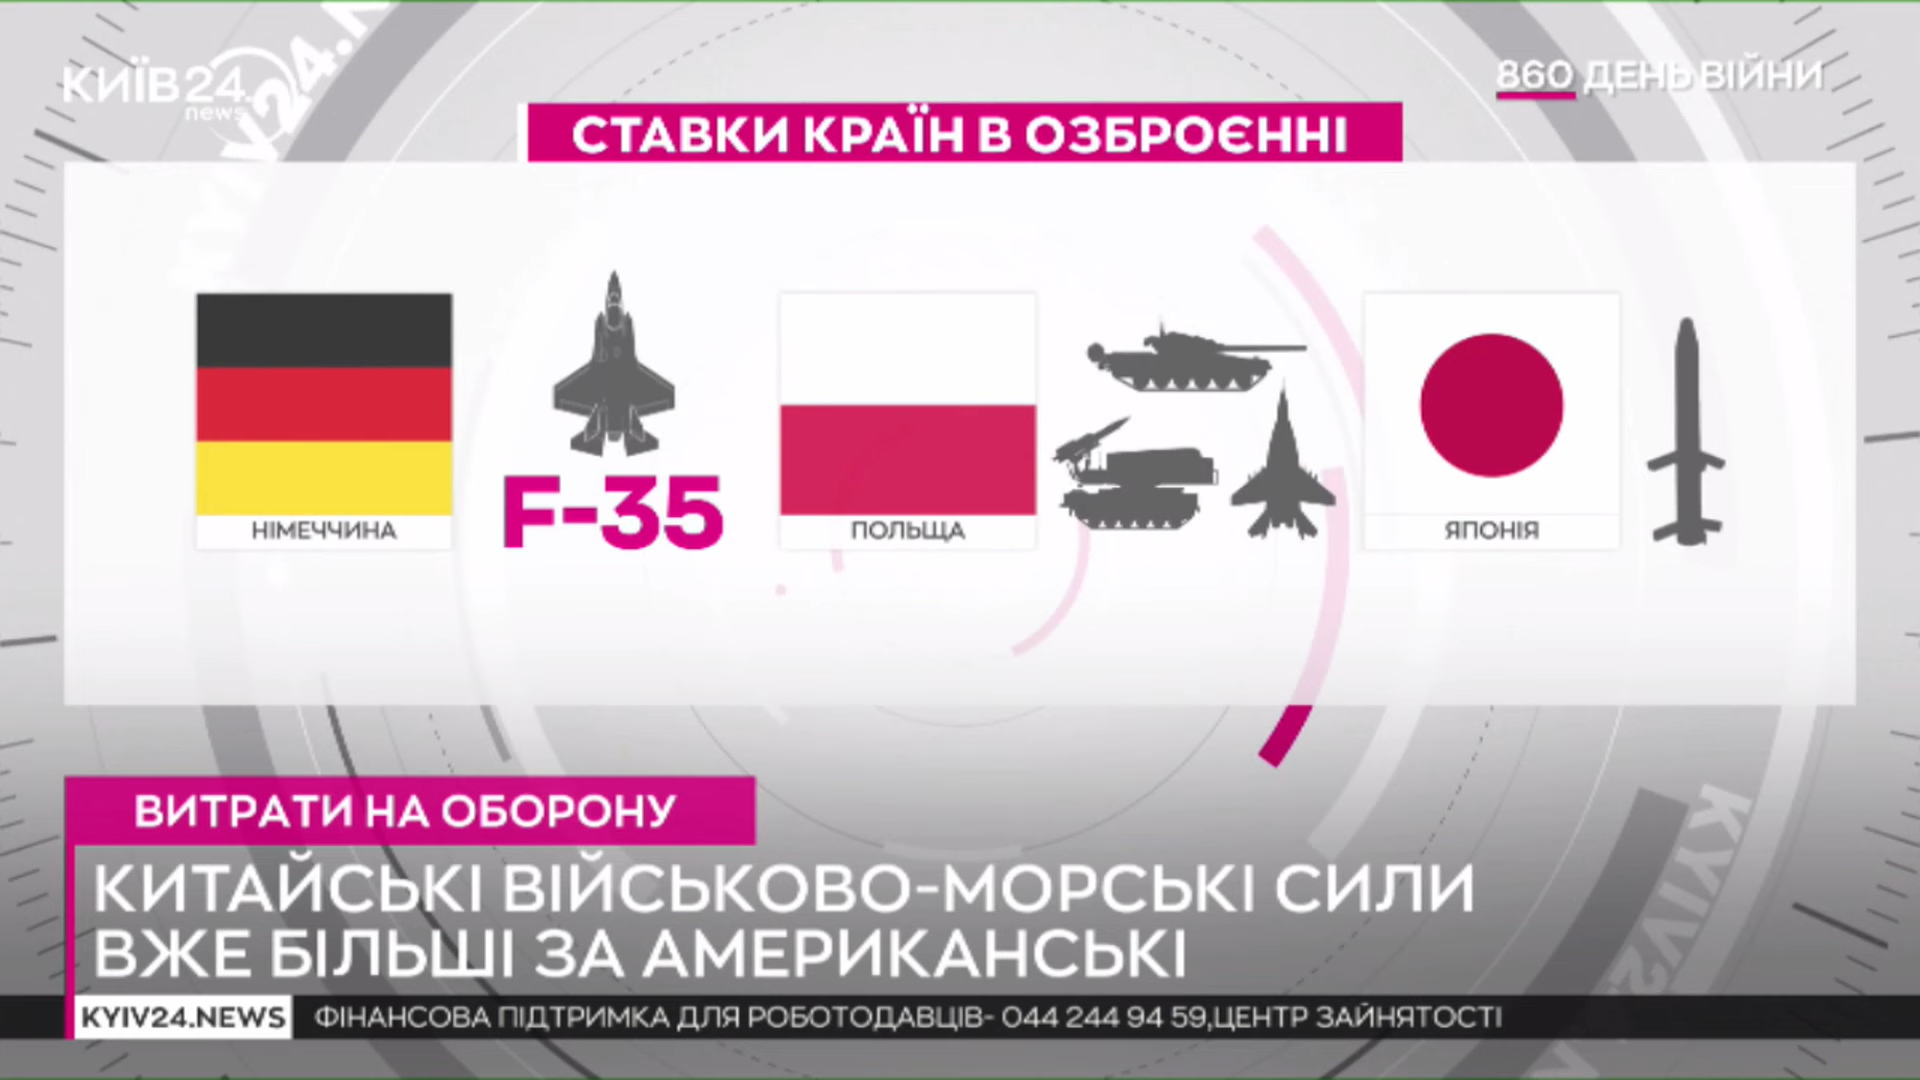 КИЇВ24.
news
860 ДЕНЬ ВІЙНИ
KYIV24.N
СТАВКИ КРАЇН В ОЗБРОЄННІ
F-35
НІМЕЧЧИНА
ПОЛЬЩА
ЯПОНІЯ
ВИТРАТИ НА ОБОРОНУ
КИТАЙСЬКІ ВІЙСЬКОВО-МОРСЬКІ СИЛИ
ВЖЕ БІЛЬШІ ЗА АМЕРИКАНСЬКІ
KYIV24.NEWS
ФІНАНСОВА ПІДТРИМКА ДЛЯ РОБОТОДАВЦІВ- 044 244 94 59,ЦЕНТР ЗАЙНЯТОСТІ